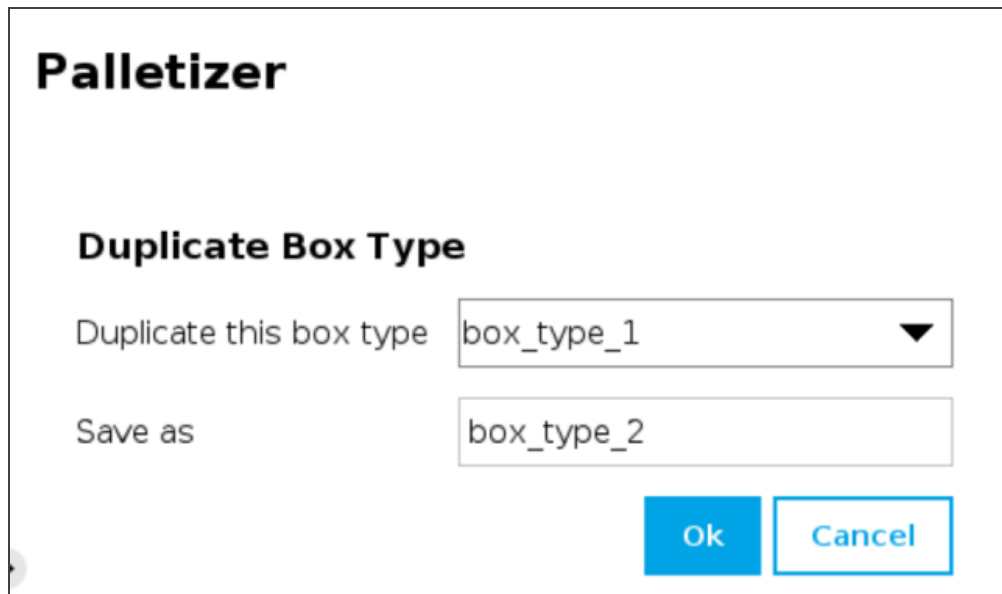 Palletizer
Duplicate Box Type
Duplicate this box type box_type_1
Save as box_type_2
Ok Cancel